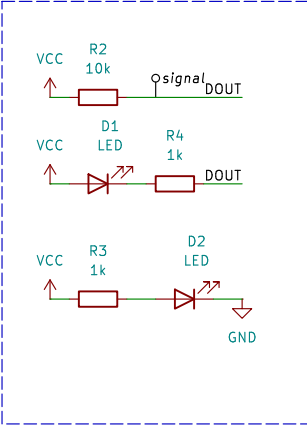 VCC
R2
10k
signal
DOUT
VCC
D1
LED
R4
1k
DOUT
VCC
R3
1k
D2
LED
GND